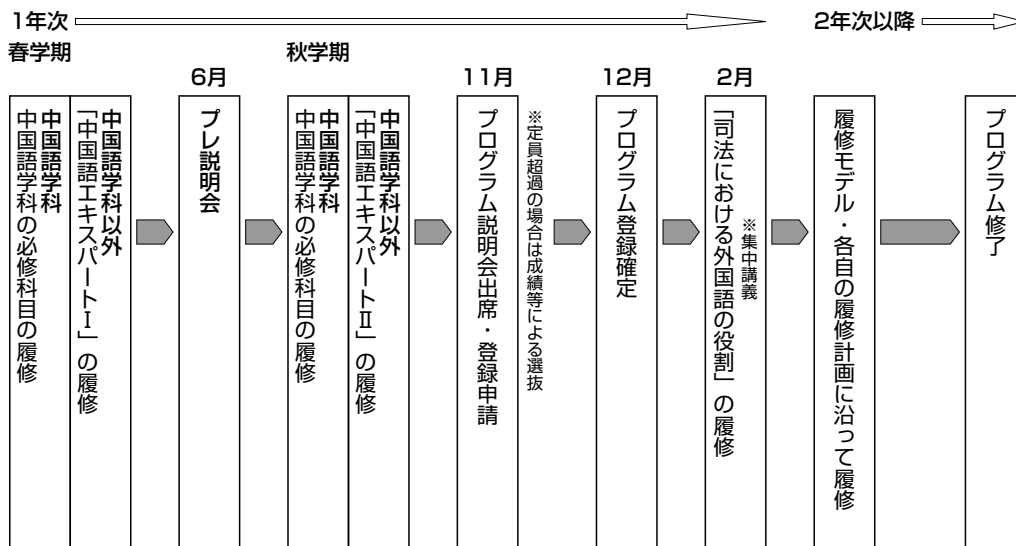 1年次
2年次以降
春学期
秋学期
6月
11月
12月
2月
中国語学科
中国語学科の必修科目の履修
中国語学科以外
「中国語エキスパートⅠ」の履修
プレ説明会
中国語学科
中国語学科の必修科目の履修
中国語学科以外
「中国語エキスパートⅡ」の履修
プログラム説明会出席・登録申請
※定員超過の場合は成績等による選抜
プログラム登録確定
「司法における外国語の役割」の履修
※集中講義
履修モデル・各自の履修計画に沿って履修
プログラム修了